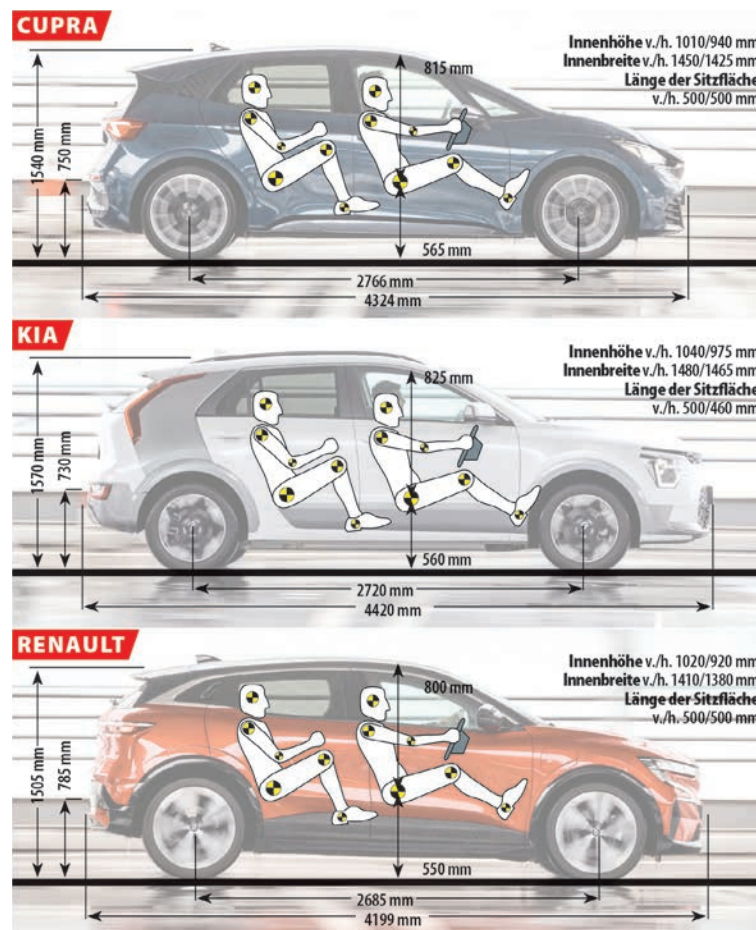 CUPRA
Innenhöhe v./h. 1010/940 mm
Innenbreite v./h. 1450/1425 mm
Länge der Sitzfläche
v./h. 500/500 mm
815 mm
1540 mm
750 mm
565 mm
2766 mm
4324 mm
KIA
Innenhöhe v./h. 1040/975 mm
Innenbreite v./h. 1480/1465 mm
Länge der Sitzfläche
v./h. 500/460 mm
825 mm
1570 mm
730 mm
560 mm
2720 mm
4420 mm
RENAULT
Innenhöhe v./h. 1020/920 mm
Innenbreite v./h. 1410/1380 mm
Länge der Sitzfläche
v./h. 500/500 mm
800 mm
1505 mm
785 mm
550 mm
2685 mm
4199 mm